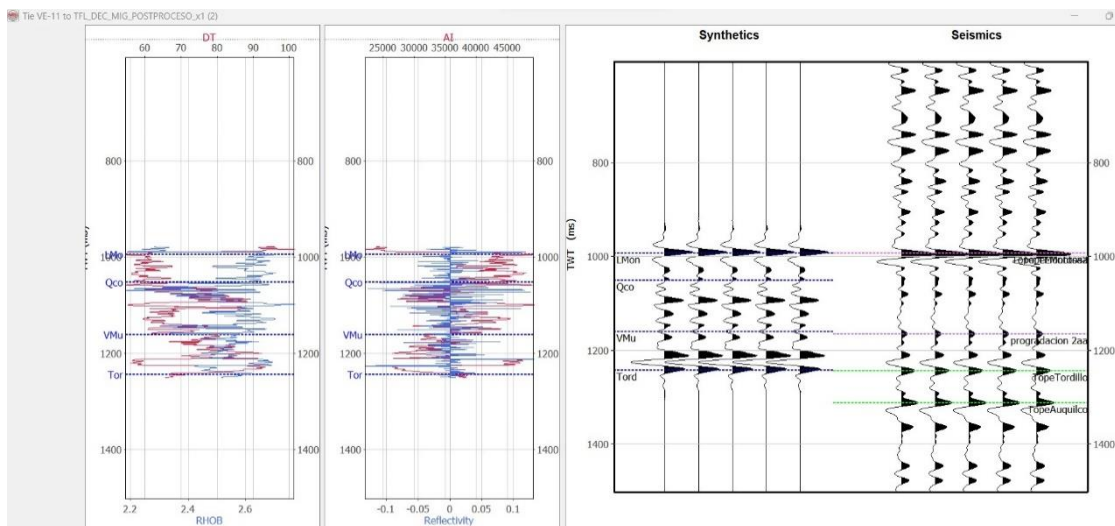 Tie VE-11 to TFL_DEC_MIG_POSTPROCESO_x1 (2)
DT
60 70 80 90 100
AI
25000 30000 35000 40000 45000
Synthetics
Seismics
800 800 800 800 800 800
LMo
1000
Qco
VMu
1200
Tor
1400
2.2 2.4 2.6
RHOB
1000
LMo
1000
Qco
VMu
1200
1200
Tor
1400
1400
-0.1 -0.05 0 0.05 0.1
Reflectivity
TWT (ms)
1000
LMon
Qco
VMu
1200
Tord
1400
1000
progradacion 2aa
1200
TopeTordillo
TopeAuquilco
1400